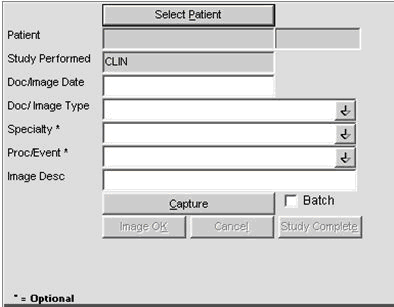 Select Patient
Patient
Study Performed CLIN
Doc/Image Date
Doc/ Image Type
Specialty *
Proc/Event *
Image Desc
Capture Batch
Image OK Cancel Study Complete
* = Optional